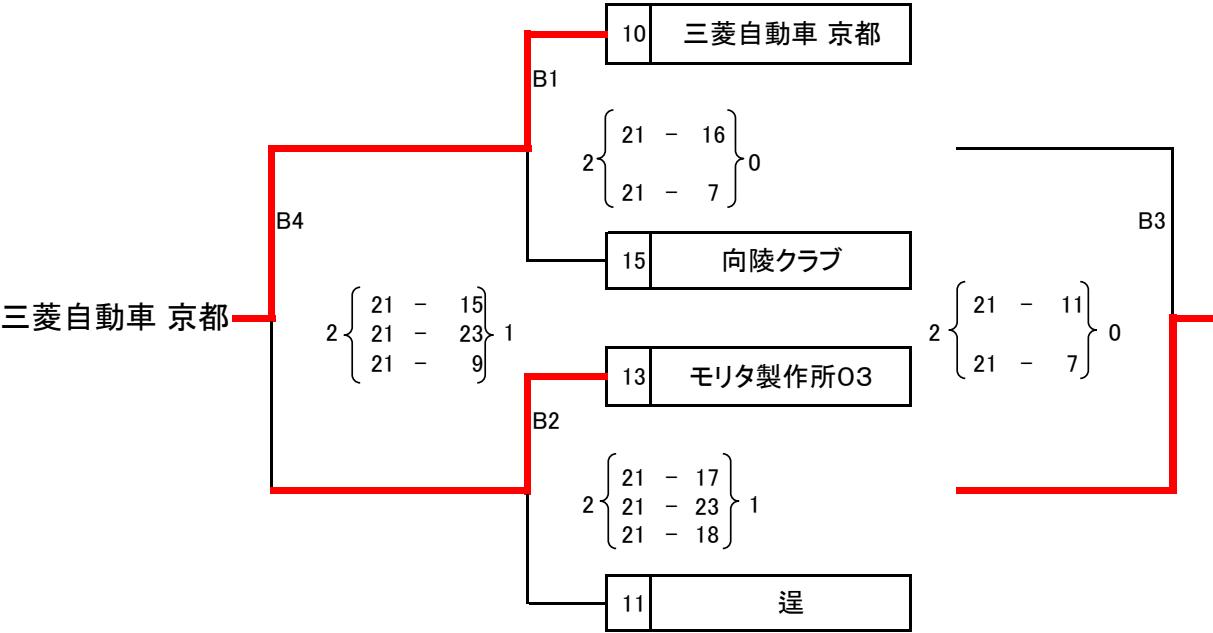 10 三菱自動車 京都
B1
21 - 16
2 0
21 - 7
B4
B3
15 向陵クラブ
三菱自動車 京都
21 - 15
2 21 - 23 1
21 - 9
21 - 11
2 0
21 - 7
13 モリタ製作所03
B2
21 - 17
2 21 - 23 1
21 - 18
11 逞